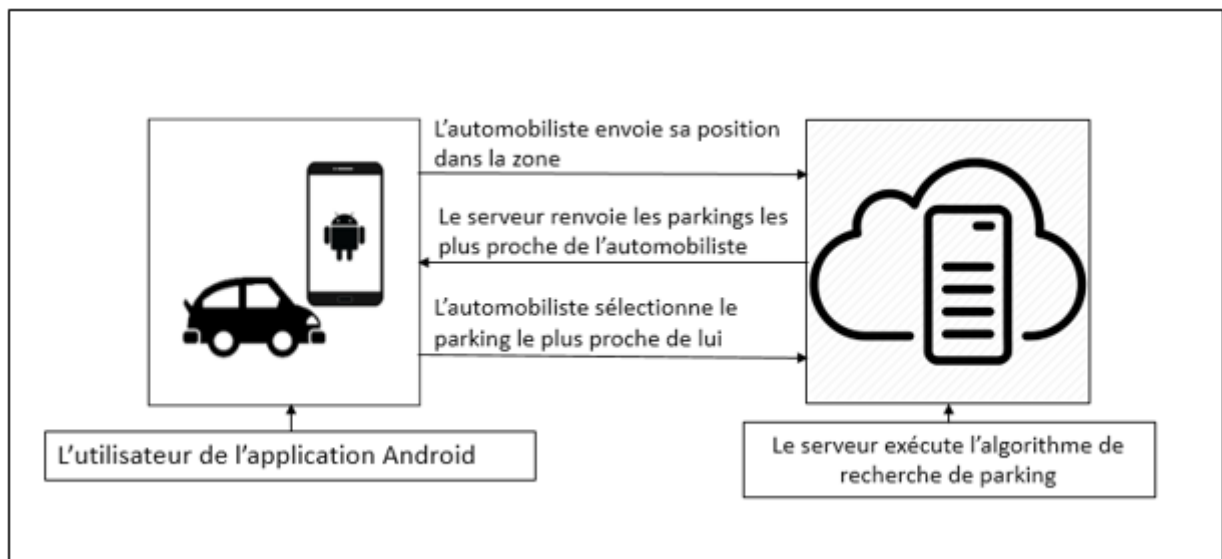 L'automobiliste envoie sa position
dans la zone
Le serveur renvoie les parkings les
plus proche de l'automobiliste
L'automobiliste sélectionne le
parking le plus proche de lui
L'utilisateur de l'application Android
Le serveur exécute l'algorithme de
recherche de parking